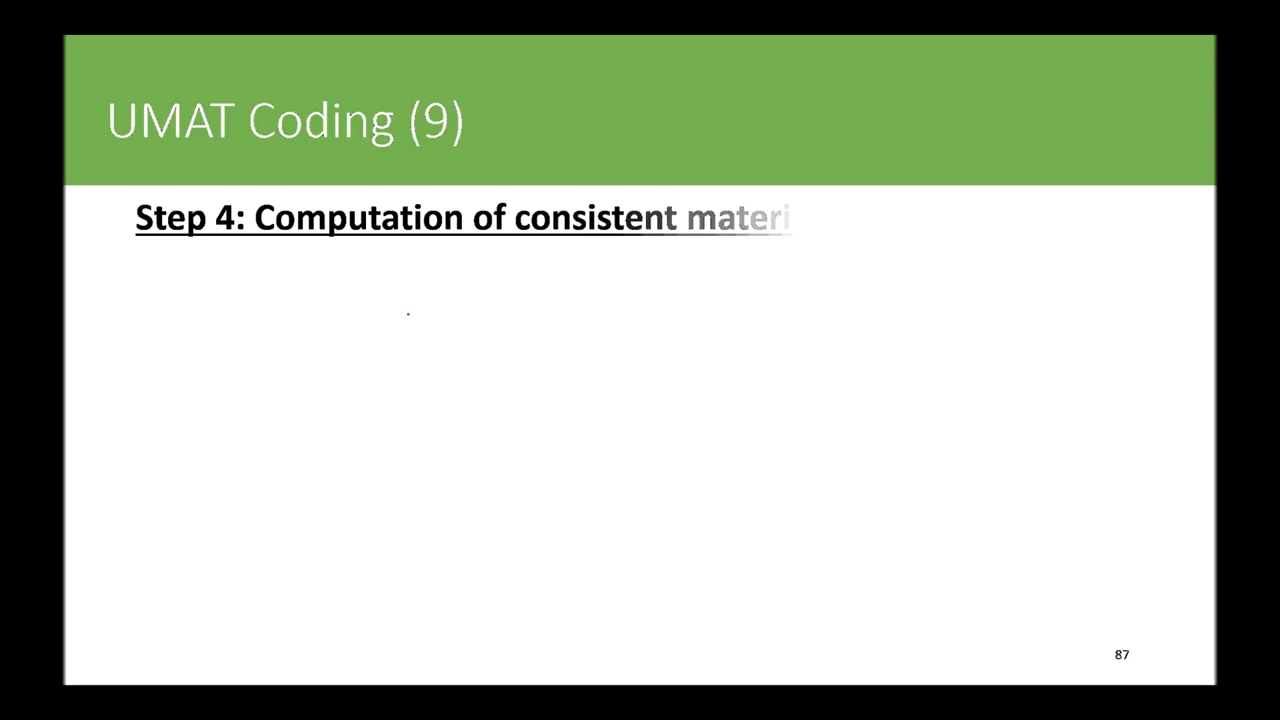 UMAT Coding (9)
Step 4: Computation of consistent materi
87